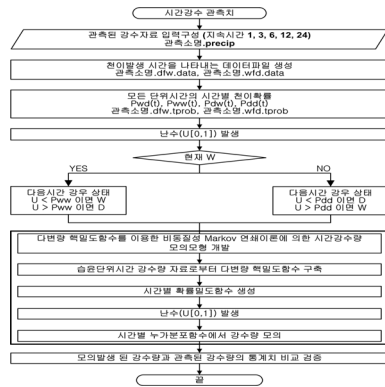 시간강수 관측치
관측된 강수자료 입력구성 (지속시간 1, 3, 6, 12, 24)
관측소명.precip
천이발생 시간을 나타내는 데이터파일 생성
관측소명.dfw.data, 관측소명.wfd.data
모든 단위시간의 시간별 천이확률
Pwd(t), Pww(t), Pdw(t), Pdd(t)
관측소명.dfw.tprob, 관측소명.wfd.tprob
난수(U[0,1]) 발생
현재 W
YES
NO
다음시간 강우 상태
U < Pww 이면 W
U > Pww 이면 D
다음시간 강우 상태
U < Pdd 이면 D
U > Pdd 이면 W
다변량 핵밀도함수를 이용한 비동질성 Markov 연쇄이론에 의한 시간강수량
모의모형 개발
습윤단위시간 강수량 자료로부터 다변량 핵밀도함수 구축
시간별 확률밀도함수 생성
난수(U[0,1]) 발생
시간별 누가분포함수에서 강수량 모의
모의발생 된 강수량과 관측된 강수량의 통계치 비교 검증
끝